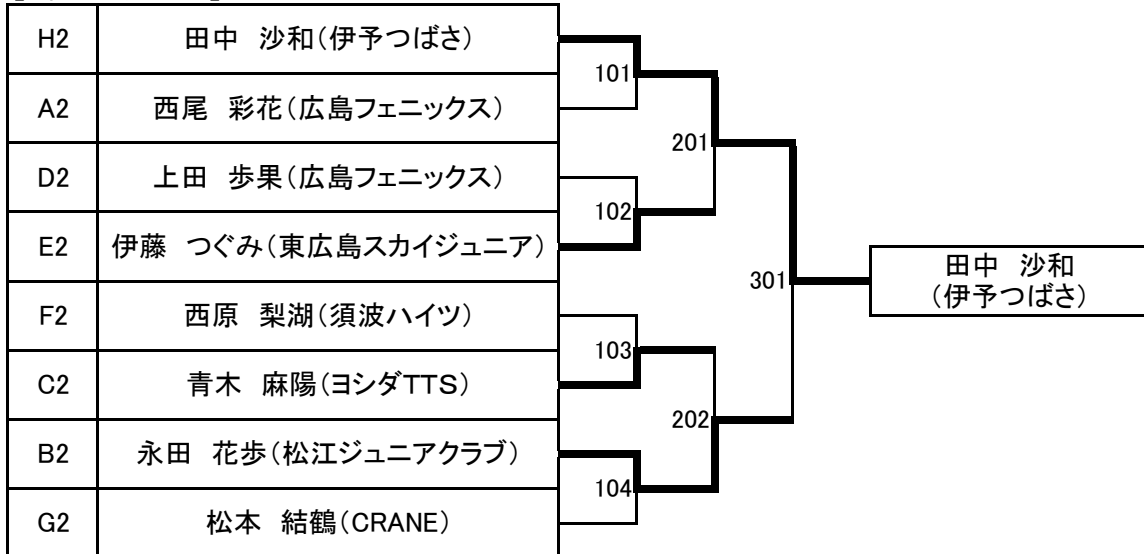 H2 田中 沙和(伊予つばさ)
101
A2 西尾 彩花(広島フェニックス)
201
D2 上田 歩果(広島フェニックス)
102
E2 伊藤 つぐみ(東広島スカイジュニア)
301
田中 沙和
(伊予つばさ)
F2 西原 梨湖(須波ハイツ)
103
C2 青木 麻陽(ヨシダTTS)
202
B2 永田 花歩(松江ジュニアクラブ)
104
G2 松本 結鶴(CRANE)